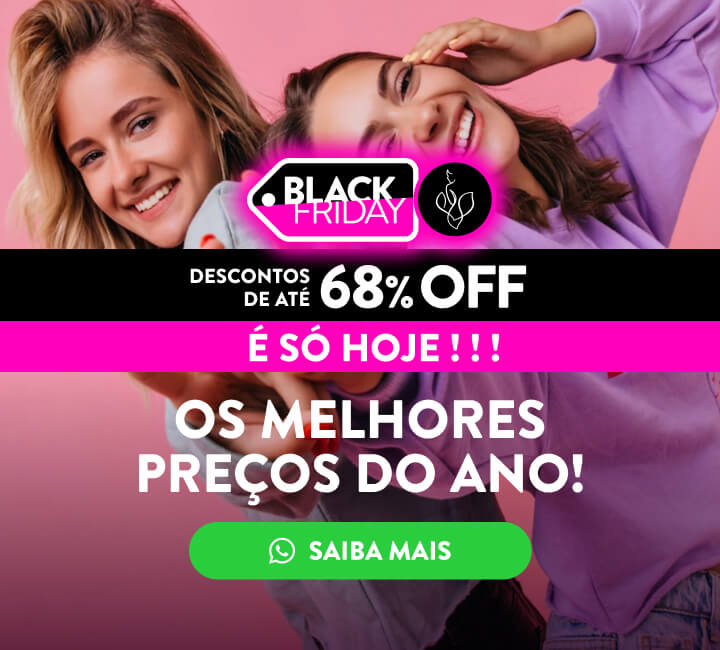 BLACK
FRIDAY
DESCONTOS
DE ATÉ 68% OFF
É SÓ HOJE!!!
OS MELHORES
PREÇOS DO ANO!
SAIBA MAIS